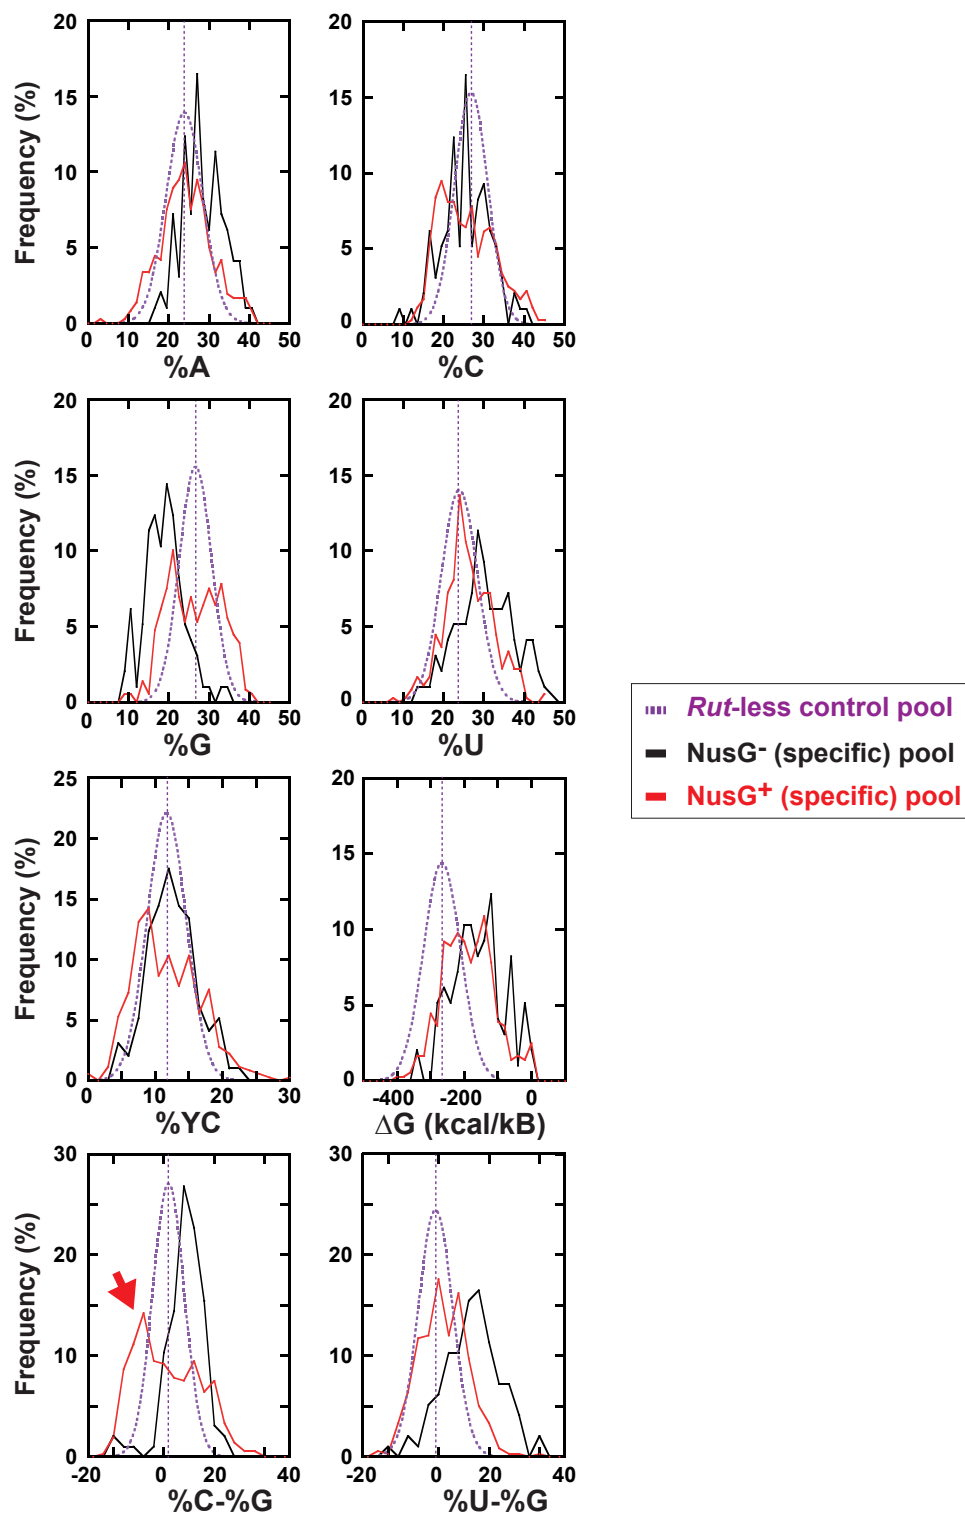 20
15
10
5
0
Frequency (%)
0 10 20 30 40 50
%A
20
15
10
5
0
0 10 20 30 40 50
%C
20
15
10
5
0
Frequency (%)
0 10 20 30 40 50
%G
20
15
10
5
0
0 10 20 30 40 50
%U
Rut-less control pool
NusG- (specific) pool
NusG+ (specific) pool
25
20
15
10
5
0
Frequency (%)
0 10 20 30
%YC
20
15
10
5
0
-400 -200 0
ΔG (kcal/kB)
30
20
10
0
Frequency (%)
-20 0 20 40
%C-%G
30
20
10
0
-20 0 20 40
%U-%G